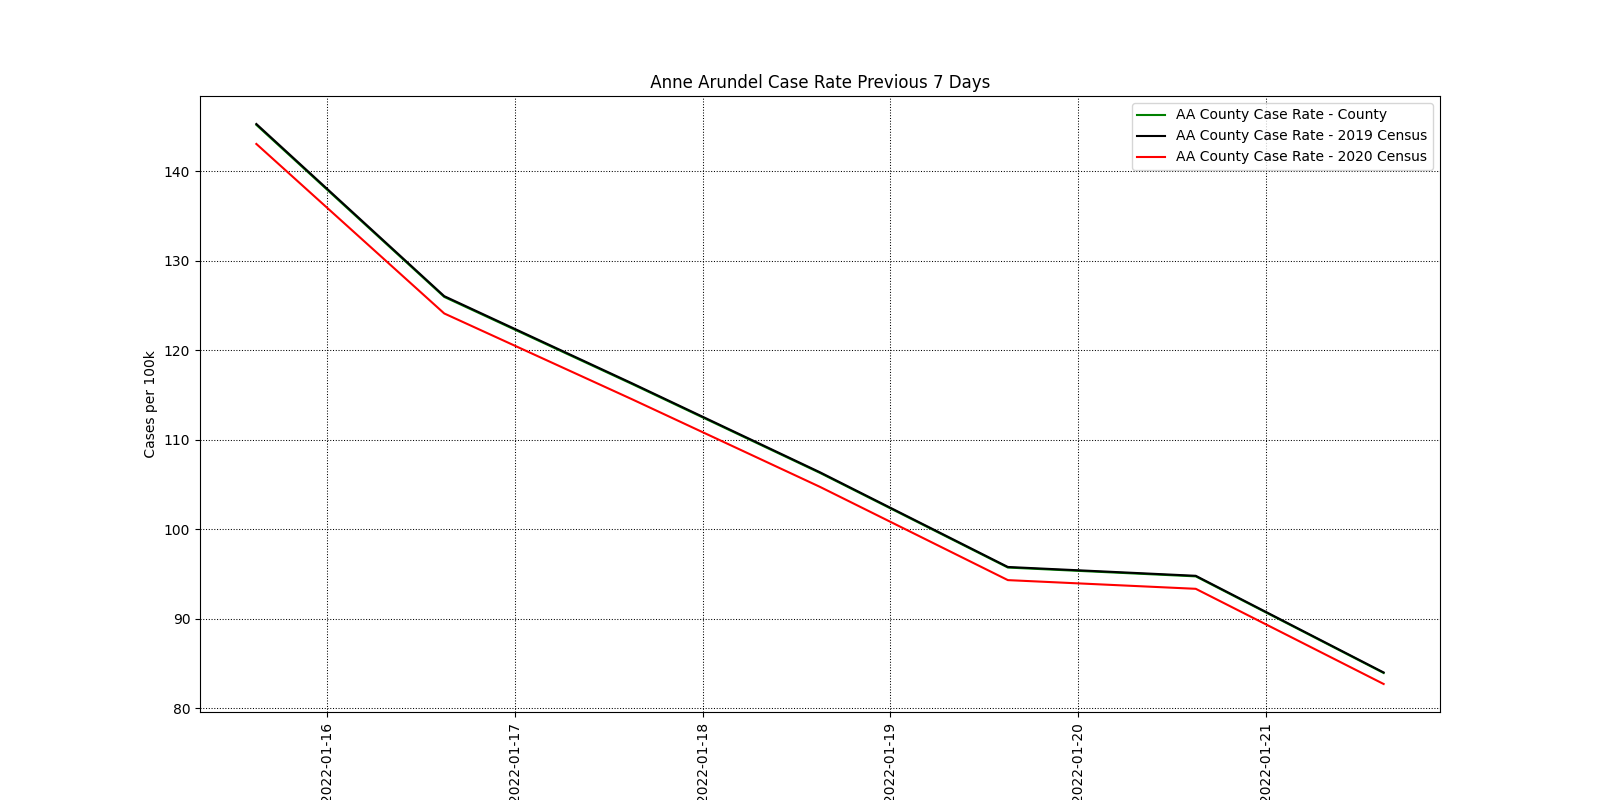 Anne Arundel Case Rate Previous 7 Days
AA County Case Rate - County
AA County Case Rate - 2019 Census
AA County Case Rate - 2020 Census
Cases per 100k
140
130
120
110
100
90
80
2022-01-16
2022-01-17
2022-01-18
2022-01-19
2022-01-20
2022-01-21